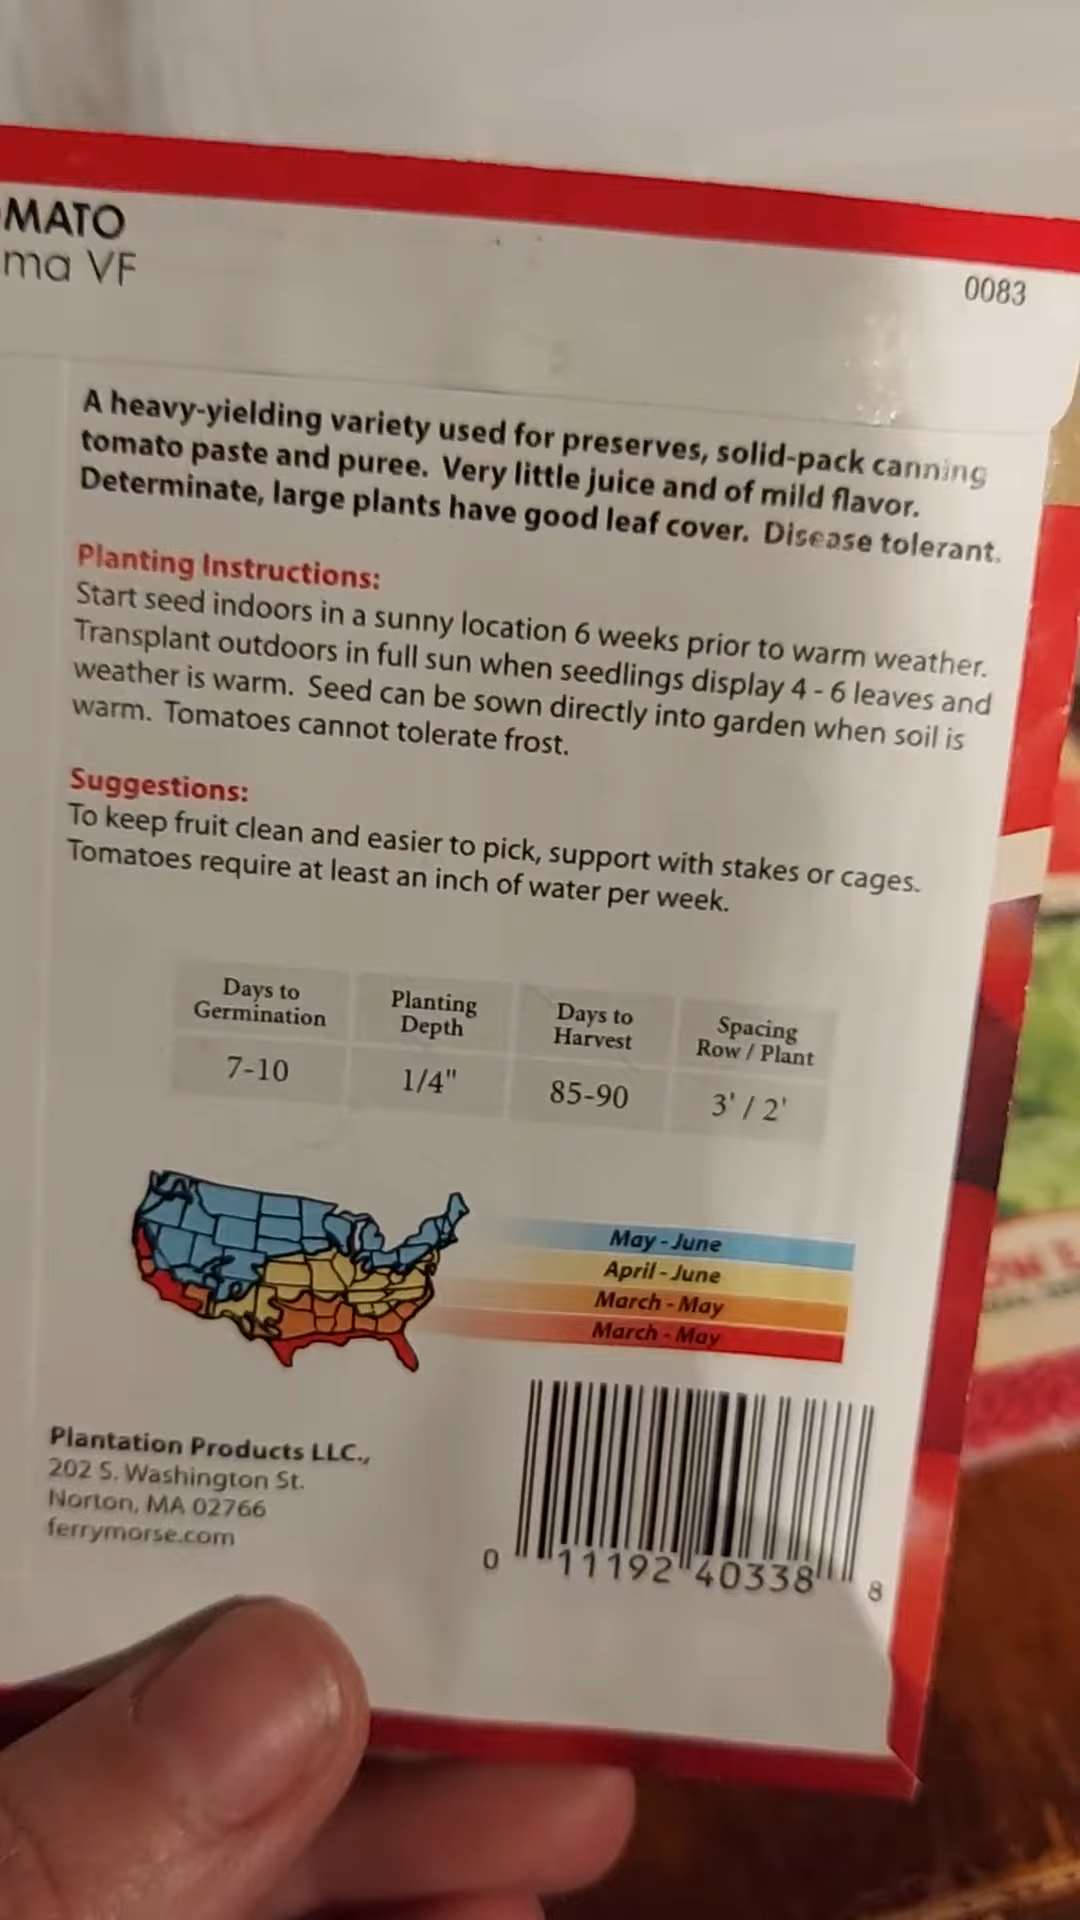 MATO
ma VF
0083
A heavy-yielding variety used for preserves, solid-pack canning
tomato paste and puree. Very little juice and of mild flavor.
Determinate, large plants have good leaf cover. Disease tolerant.
Planting Instructions:
Start seed indoors in a sunny location 6 weeks prior to warm weather.
Transplant outdoors in full sun when seedlings display 4 - 6 leaves and
weather is warm. Seed can be sown directly into garden when soil is
warm. Tomatoes cannot tolerate frost.
Suggestions:
To keep fruit clean and easier to pick, support with stakes or cages.
Tomatoes require at least an inch of water per week.
Days to Planting Days to Spacing
Germination Depth Harvest Row / Plant
7-10 1/4" 85-90 3' / 2'
May - June
April - June
March - May
March - May
Plantation Products LLC.,
202 S. Washington St.
Norton, MA 02766
ferrymorse.com
0 11192 40338 8